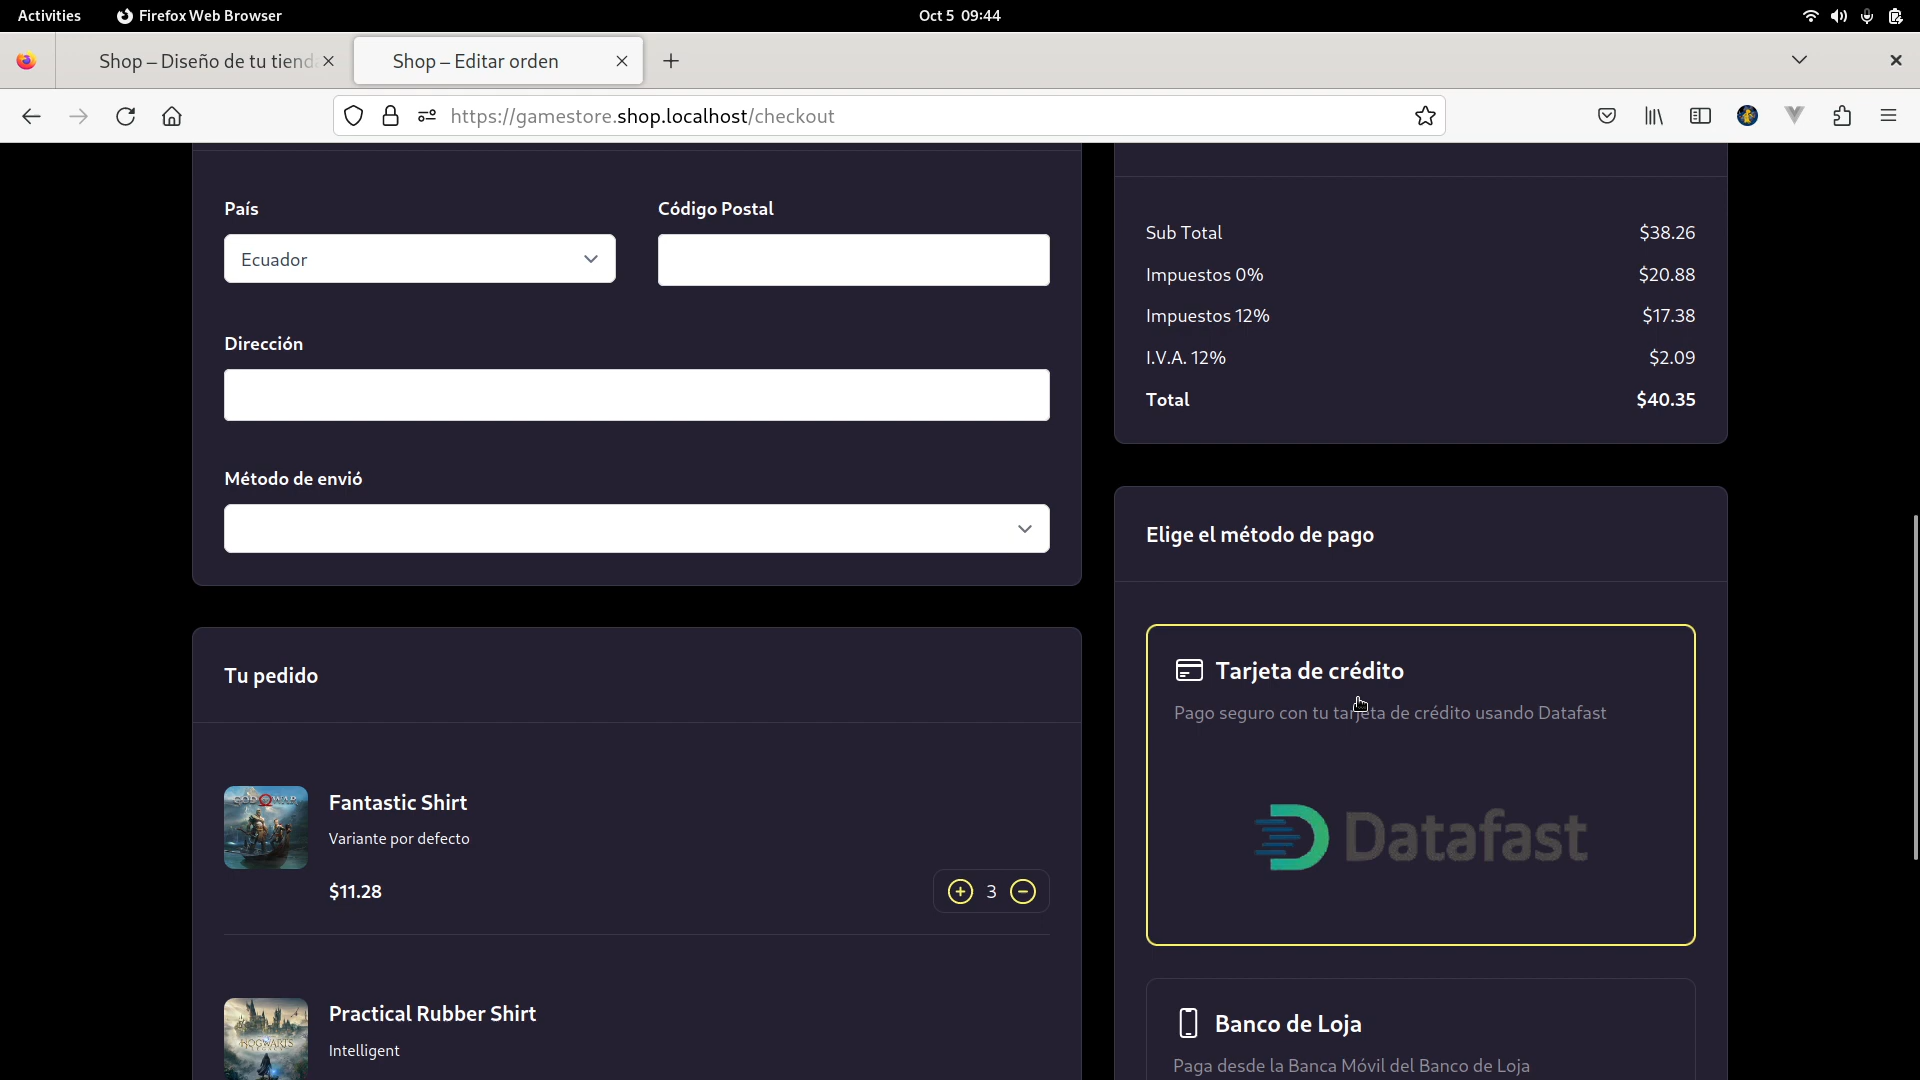 Activities
Firefox Web Browser
Oct 5 09:44
Shop – Diseño de tu tiend
Shop – Editar orden
https://gamestore.shop.localhost/checkout
País
Código Postal
Ecuador
Dirección
Método de envió
Tu pedido
GOD OF WAR
Fantastic Shirt
Variante por defecto
$11.28
3
HOGWARTS
Practical Rubber Shirt
Intelligent
Sub Total $38.26
Impuestos 0% $20.88
Impuestos 12% $17.38
I.V.A. 12% $2.09
Total $40.35
Elige el método de pago
Tarjeta de crédito
Pago seguro con tu tarjeta de crédito usando Datafast
Datafast
Banco de Loja
Paga desde la Banca Móvil del Banco de Loja